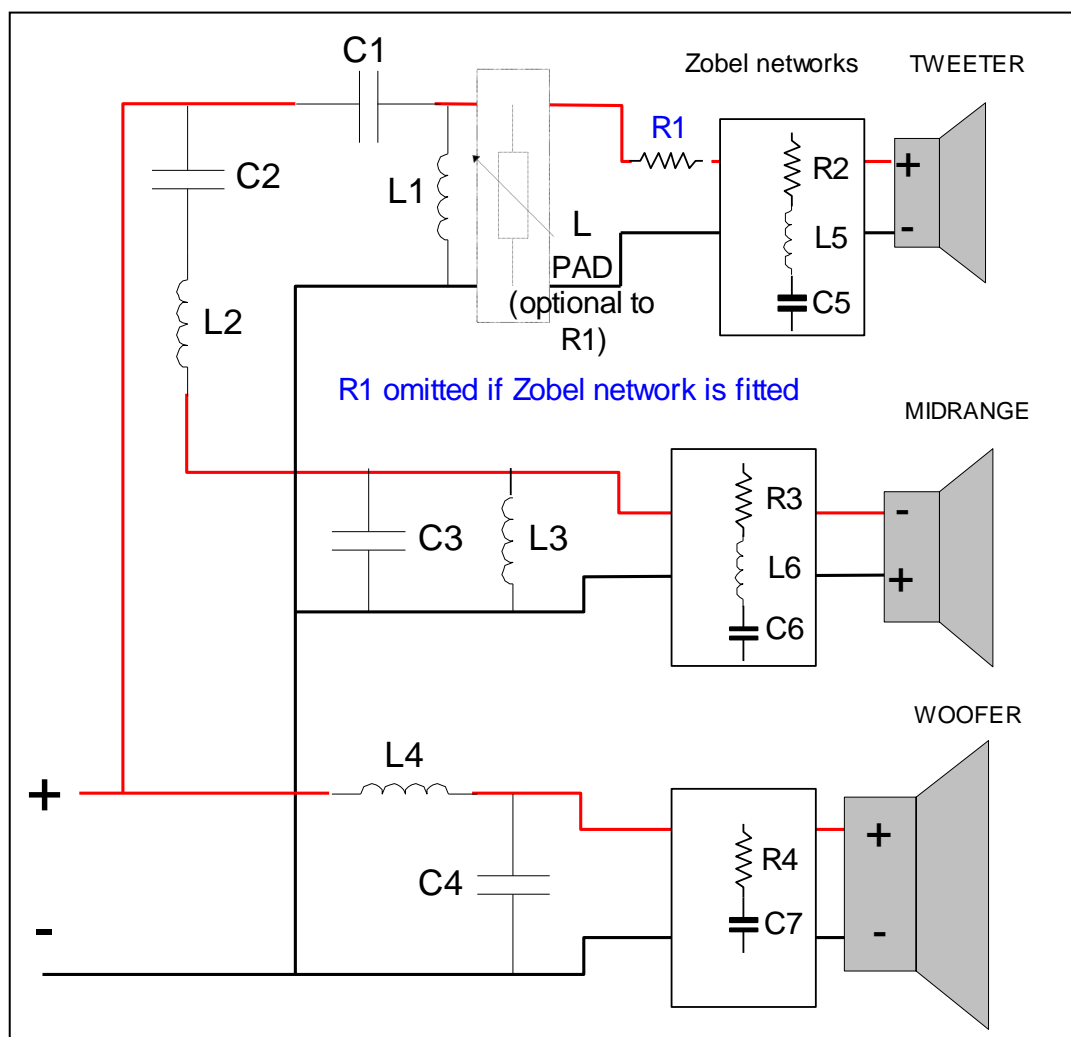 C1
Zobel networks
TWEETER
R1
C2
L1
R2
+
L
PAD
(optional to
R1)
L5
-
C5
L2
R1 omitted if Zobel network is fitted
MIDRANGE
C3
L3
R3
-
L6
+
C6
WOOFER
L4
+
C4
R4
+
C7
-
-